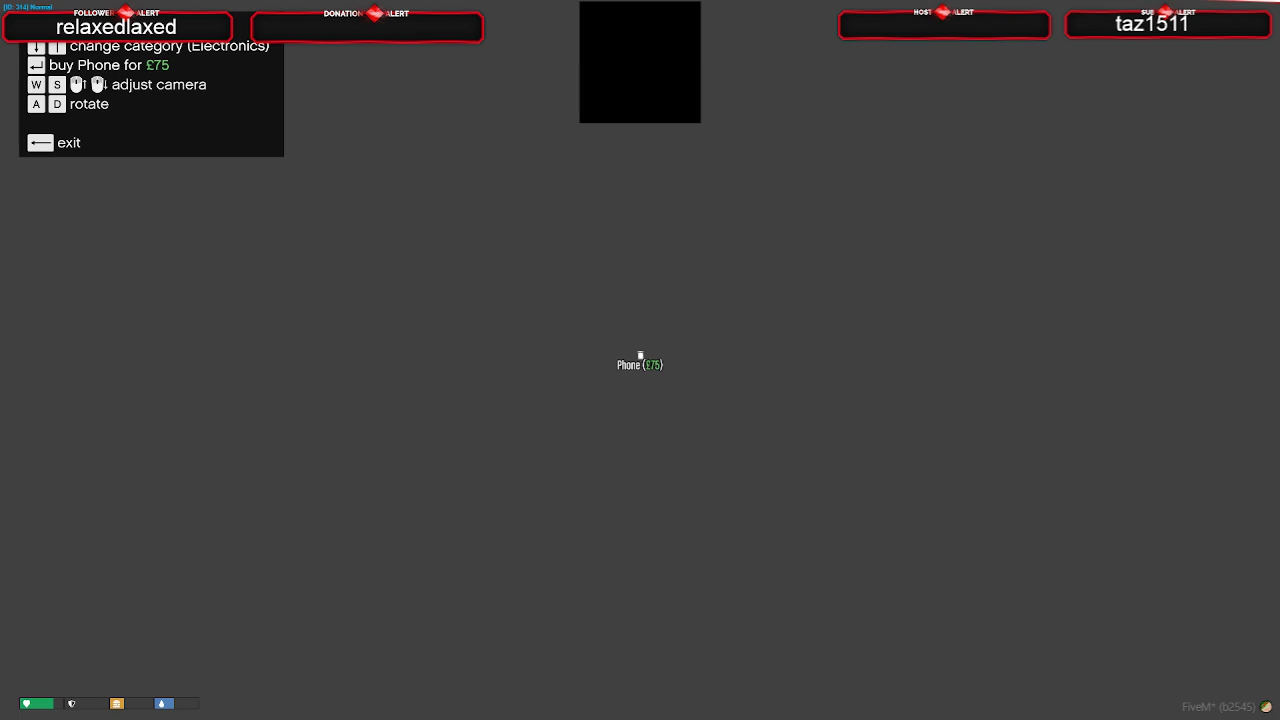 [ID: 314] Normal
FOLLOWER ALERT
relaxedlaxed
DONATION ALERT
HOST ALERT
SUB ALERT
taz1511
change category (Electronics)
buy Phone for £75
W S adjust camera
A D rotate
exit
Phone (£75)
FiveM* (b2545)